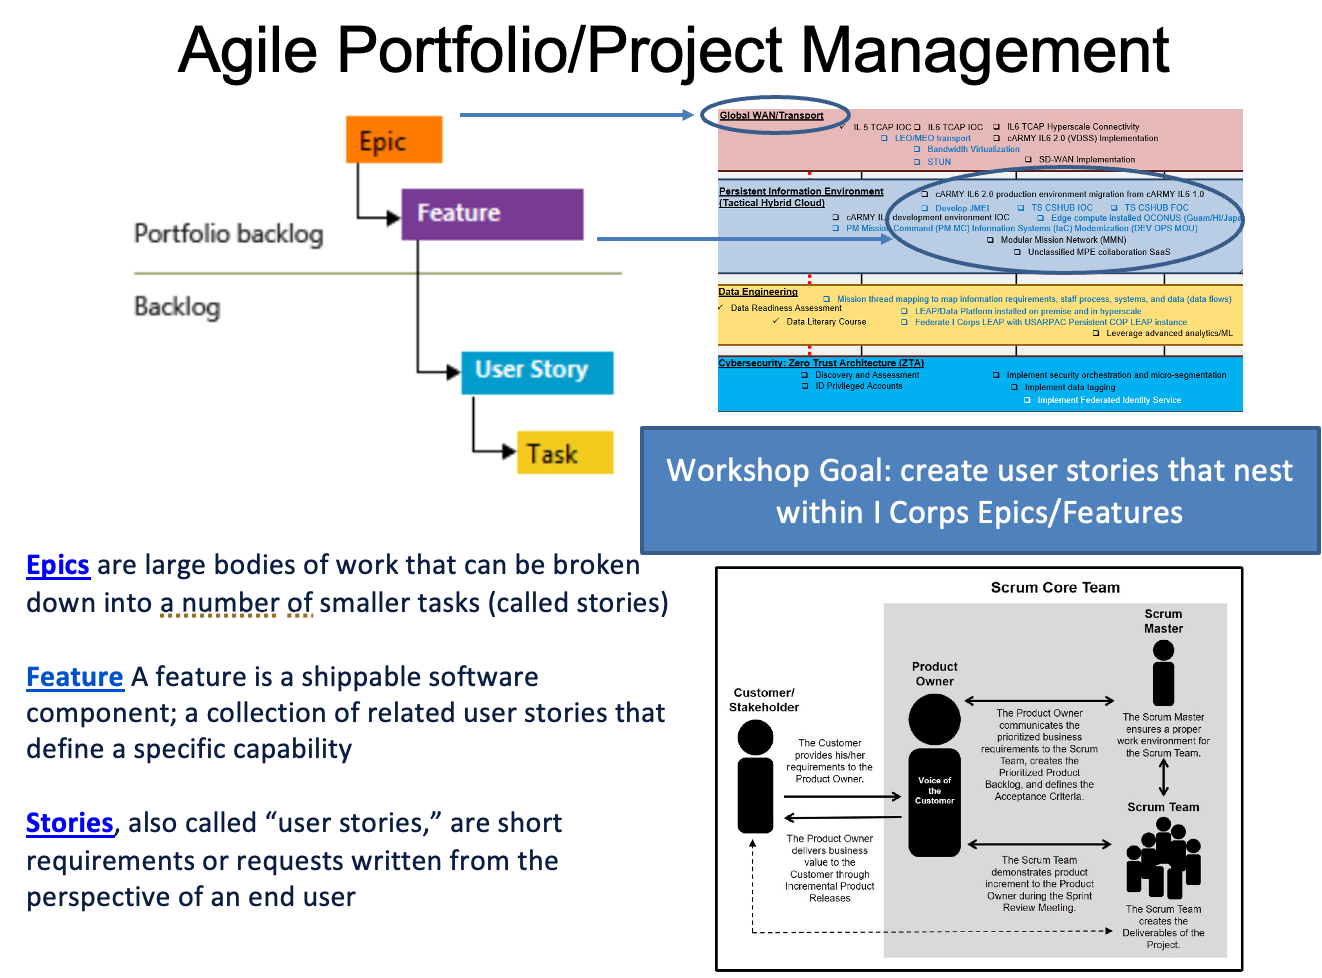 Agile Portfolio/Project Management
Epic
Feature
Portfolio backlog
Backlog
User Story
Task
Global WAN/Transport
✓ IL 5 TCAP IOC ❑ IL6 TCAP IOC ❑ IL6 TCAP Hyperscale Connectivity
❑ LEO/MEO transport ❑ cARMY IL6 2.0 (VDSS) Implementation
❑ Bandwidth Virtualization
❑ STUN ❑ SD-WAN Implementation
Persistent Information Environment
(Tactical Hybrid Cloud)
❑ cARMY IL6 2.0 production environment migration from cARMY IL6 1.0
❑ Develop JMEI ❑ TS CSHUB IOC ❑ TS CSHUB FOC
❑ cARMY development environment IOC ❑ Edge compute installed OCONUS (Guam/HI/Japa
❑ PM Mission Command (PM MC) Information Systems (IaC) Modernization (DEV OPS MOU)
❑ Modular Mission Network (MMN)
❑ Unclassified MPE collaboration SaaS
Data Engineering
❑ Mission thread mapping to map information requirements, staff process, systems, and data (data flows)
✓ Data Readiness Assessment ❑ LEAP/Data Platform installed on premise and in hyperscale
✓ Data Literary Course ❑ Federate I Corps LEAP with USARPAC Persistent COP LEAP instance
❑ Leverage advanced analytics/ML
Cybersecurity: Zero Trust Architecture (ZTA)
❑ Discovery and Assessment ❑ Implement security orchestration and micro-segmentation
❑ ID Privileged Accounts ❑ Implement data tagging
❑ Implement Federated Identity Service
Workshop Goal: create user stories that nest
within I Corps Epics/Features
Epics are large bodies of work that can be broken
down into a number of smaller tasks (called stories)
Feature A feature is a shippable software
component; a collection of related user stories that
define a specific capability
Stories, also called “user stories,” are short
requirements or requests written from the
perspective of an end user
Scrum Core Team
Scrum
Master
Product
Owner
Customer/
Stakeholder
Voice of
the
Customer
The Customer
provides his/her
requirements to the
Product Owner.
The Product Owner
delivers business
value to the
Customer through
Incremental Product
Releases
The Product Owner
communicates the
prioritized business
requirements to the Scrum
Team, creates the
Prioritized Product
Backlog, and defines the
Acceptance Criteria.
The Scrum Master
ensures a proper
work environment for
the Scrum Team.
Scrum Team
The Scrum Team
demonstrates product
increment to the Product
Owner during the Sprint
Review Meeting.
The Scrum Team
creates the
Deliverables of the
Project.